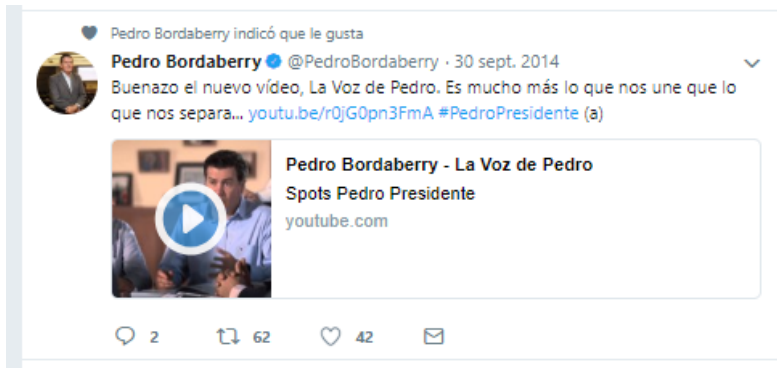 Pedro Bordaberry indicó que le gusta
Pedro Bordaberry @PedroBordaberry · 30 sept. 2014
Buenazo el nuevo vídeo, La Voz de Pedro. Es mucho más lo que nos une que lo
que nos separa... youtu.be/r0jG0pn3FmA #PedroPresidente (a)
Pedro Bordaberry - La Voz de Pedro
Spots Pedro Presidente
youtube.com
2 62 42